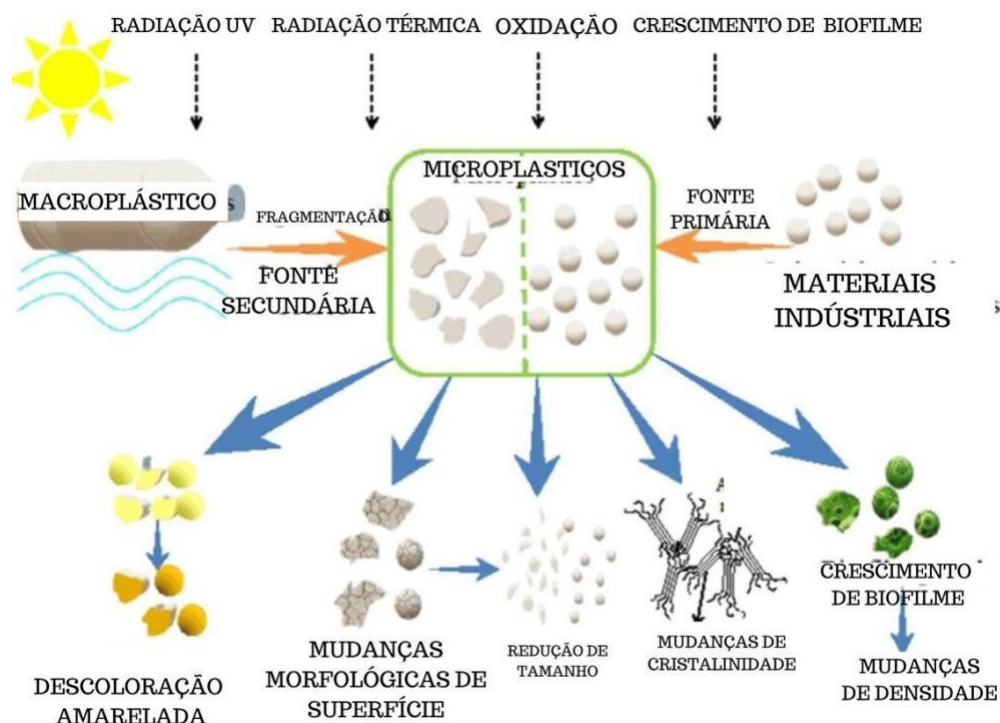 RADIAÇÃO UV
RADIAÇÃO TÉRMICA
OXIDAÇÃO
CRESCIMENTO DE BIOFILME
MACROPLÁSTICO
FRAGMENTAÇÃO
FONTE
SECUNDÁRIA
MICROPLASTIÇOS
FONTE
PRIMÁRIA
MATERIAIS
INDÚSTRIAIS
DESCOLORAÇÃO
AMARELADA
MUDANÇAS
MORFOLÓGICAS DE
SUPERFÍCIE
REDUÇÃO DE
TAMANHO
MUDANÇAS DE
CRISTALINIDADE
CRESCIMENTO
DE BIOFILME
MUDANÇAS
DE DENSIDADE